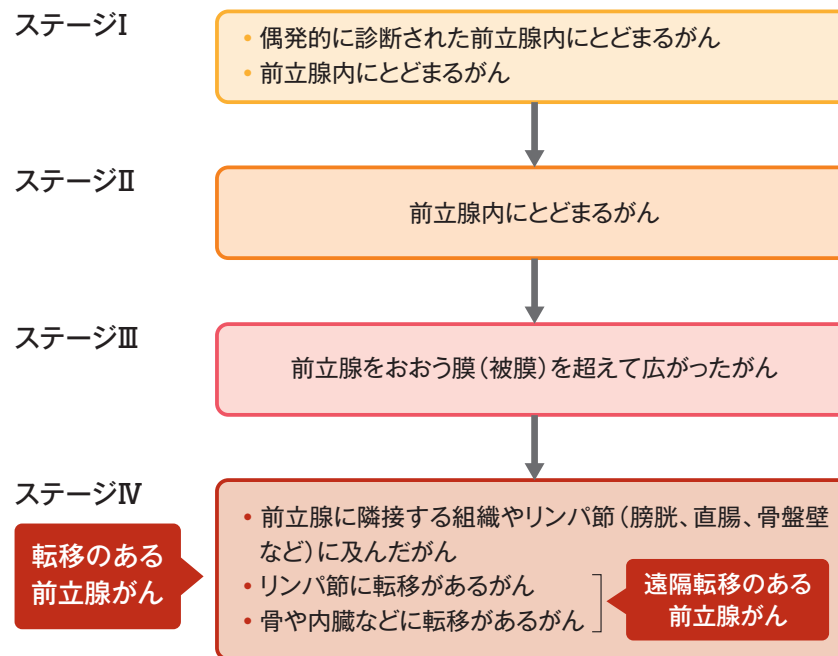 ステージⅠ
• 偶発的に診断された前立腺内にとどまるがん
• 前立腺内にとどまるがん
ステージⅡ
前立腺内にとどまるがん
ステージⅢ
前立腺をおおう膜（被膜）を超えて広がったがん
ステージⅣ
転移のある
前立腺がん
• 前立腺に隣接する組織やリンパ節（膀胱、直腸、骨盤壁
など）に及んだがん
• リンパ節に転移があるがん
• 骨や内臓などに転移があるがん
遠隔転移のある
前立腺がん